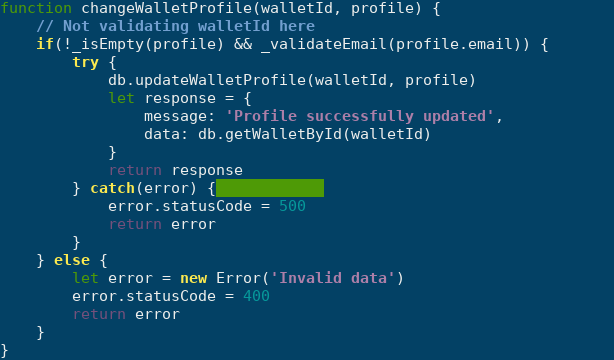 function changeWalletProfile(walletId, profile) {
    // Not validating walletId here
    if(!_isEmpty(profile) && _validateEmail(profile.email)) {
        try {
            db.updateWalletProfile(walletId, profile)
            let response = {
                message: 'Profile successfully updated',
                data: db.getWalletById(walletId)
            }
            return response
        } catch(error) {
            error.statusCode = 500
            return error
        }
    } else {
        let error = new Error('Invalid data')
        error.statusCode = 400
        return error
    }
}